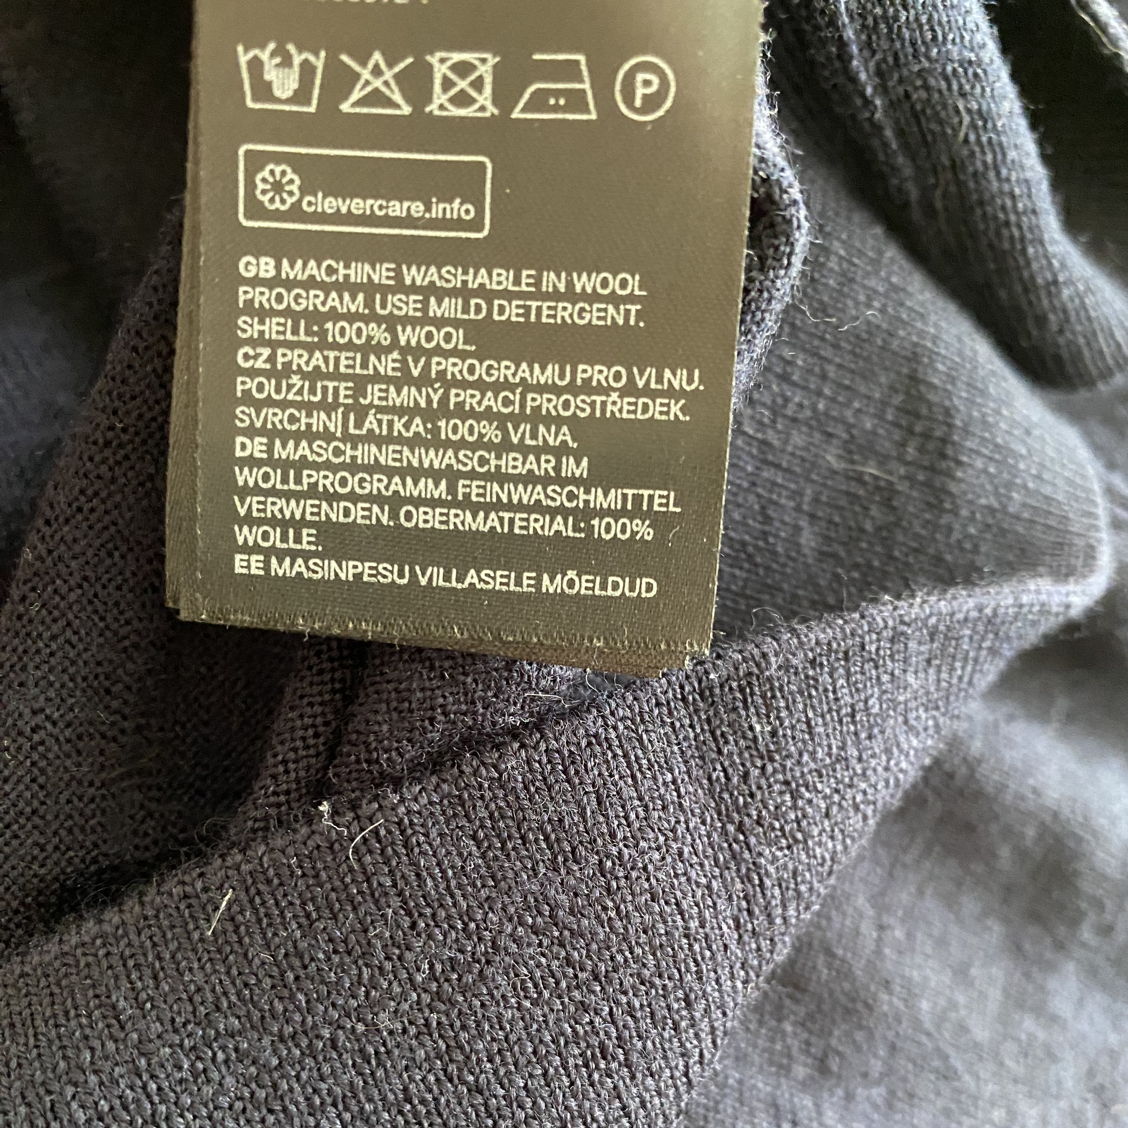 P
clevercare.info
GB MACHINE WASHABLE IN WOOL
PROGRAM. USE MILD DETERGENT.
SHELL: 100% WOOL.
CZ PRATELNÉ V PROGRAMU PRO VLNU.
POUŽIJTE JEMNÝ PRACÍ PROSTŘEDEK.
SVRCHNÍ LÁTKA: 100% VLNA.
DE MASCHINENWASCHBAR IM
WOLLPROGRAMM. FEINWASCHMITTEL
VERWENDEN. OBERMATERIAL: 100%
WOLLE.
EE MASINPESU VILLASELE MÕELDUD